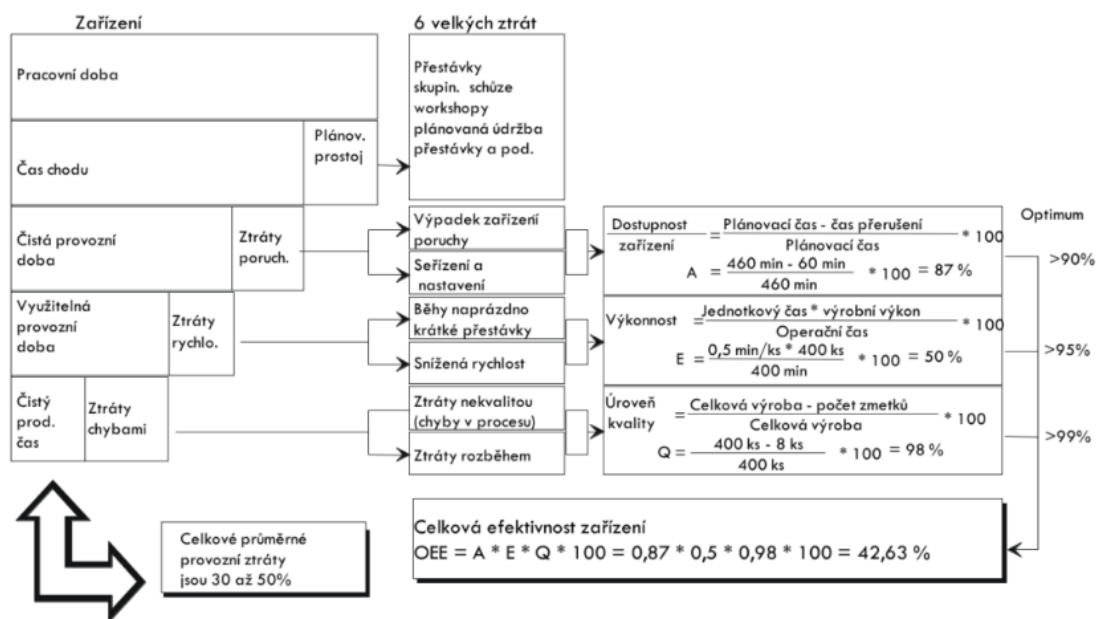 Zařízení
6 velkých ztrát
Pracovní doba
Přestávky
skupin. schůze
workshopy
plánovaná údržba
přestávky a pod.
Čas chodu
Plánov.
prostoj
Čistá provozní
doba
Ztráty
poruch.
Výpadek zařízení
poruchy
Seřízení a
nastavení
Dostupnost
zařízení
= Plánovací čas - čas přerušení * 100
Plánovací čas
A = 460 min - 60 min * 100 = 87 %
460 min
Optimum
>90%
Využitelná
provozní
doba
Ztráty
rychlo.
Běhy naprázdno
krátké přestávky
Snížená rychlost
Výkonnost = Jednotkový čas * výrobní výkon * 100
Operační čas
E = 0,5 min/ks * 400 ks * 100 = 50 %
400 min
>95%
Čistý
prod.
čas
Ztráty
chybami
Ztráty nekvalitou
(chyby v procesu)
Ztráty rozběhem
Úroveň
kvality
= Celková výroba - počet zmetků * 100
Celková výroba
Q = 400 ks - 8 ks * 100 = 98 %
400 ks
>99%
Celkové průměrné
provozní ztráty
jsou 30 až 50%
Celková efektivnost zařízení
OEE = A * E * Q * 100 = 0,87 * 0,5 * 0,98 * 100 = 42,63 %